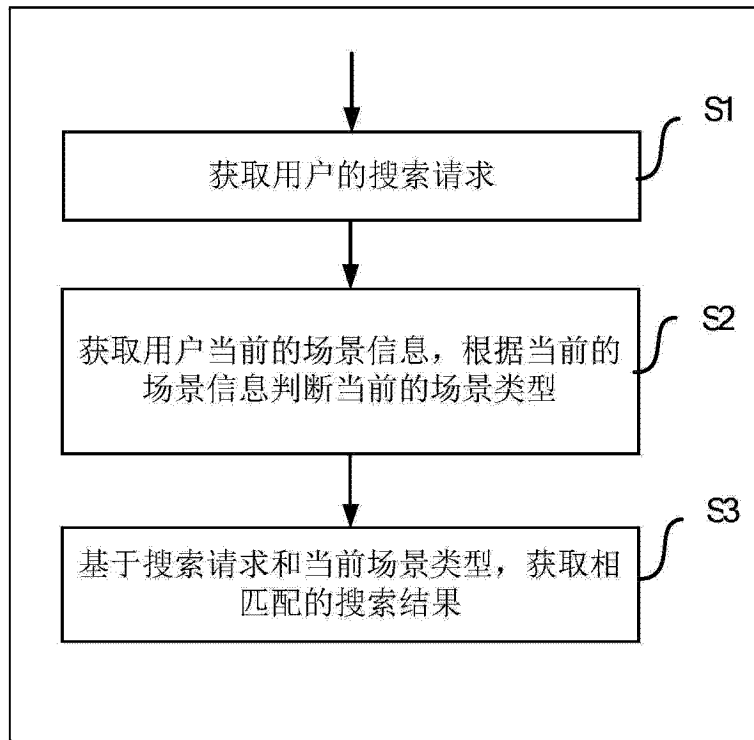 S1
获取用户的搜索请求
S2
获取用户当前的场景信息，根据当前的
场景信息判断当前的场景类型
S3
基于搜索请求和当前场景类型，获取相
匹配的搜索结果